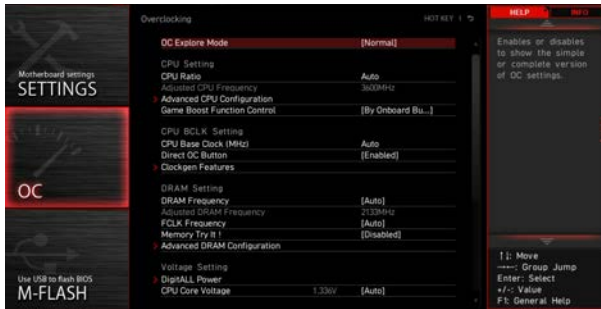 Overclocking
HOT KEY
HELP
INFO
Motherboard settings
SETTINGS
OC
Use USB to flash BIOS
M-FLASH
OC Explore Mode [Normal]
CPU Setting
CPU Ratio Auto
Adjusted CPU Frequency 3600MHz
Advanced CPU Configuration
Game Boost Function Control [By Onboard Bu...]
CPU BCLK Setting
CPU Base Clock (MHz) Auto
Direct OC Button [Enabled]
Clockgen Features
DRAM Setting
DRAM Frequency [Auto]
Adjusted DRAM Frequency 2133MHz
FCLK Frequency [Auto]
Memory Try It ! [Disabled]
Advanced DRAM Configuration
Voltage Setting
DigitALL Power
CPU Core Voltage 1.336V [Auto]
Enables or disables
to show the simple
or complete version
of OC settings.
↑↓: Move
→←: Group Jump
Enter: Select
+/-: Value
F1: General Help